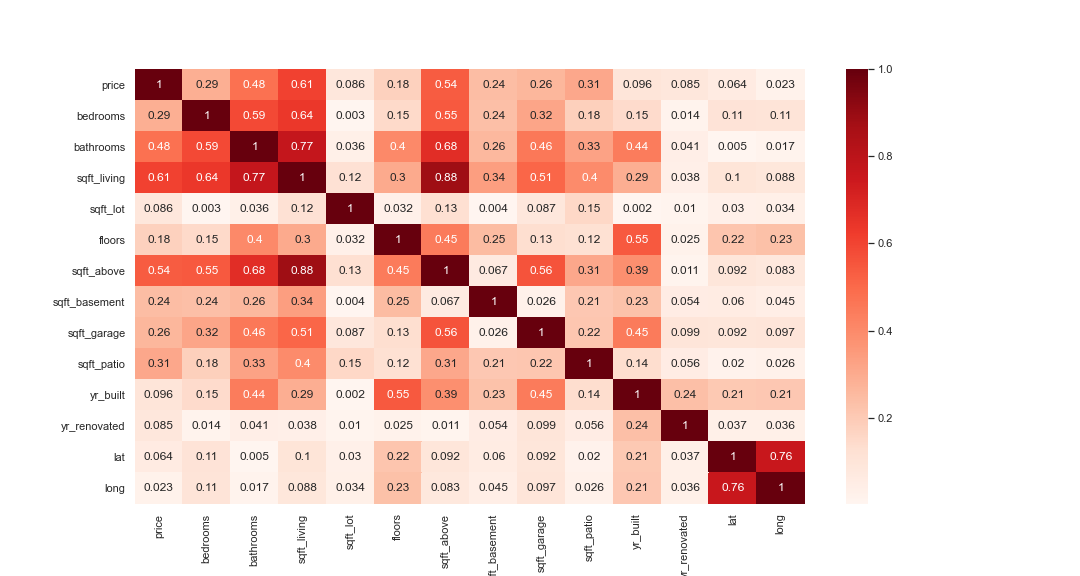 price 1 0.29 0.48 0.61 0.086 0.18 0.54 0.24 0.26 0.31 0.096 0.085 0.064 0.023
bedrooms 0.29 1 0.59 0.64 0.003 0.15 0.55 0.24 0.32 0.18 0.15 0.014 0.11 0.11
bathrooms 0.48 0.59 1 0.77 0.036 0.4 0.68 0.26 0.46 0.33 0.44 0.041 0.005 0.017
sqft_living 0.61 0.64 0.77 1 0.12 0.3 0.88 0.34 0.51 0.4 0.29 0.038 0.1 0.088
sqft_lot 0.086 0.003 0.036 0.12 1 0.032 0.13 0.004 0.087 0.15 0.002 0.01 0.03 0.034
floors 0.18 0.15 0.4 0.3 0.032 1 0.45 0.25 0.13 0.12 0.55 0.025 0.22 0.23
sqft_above 0.54 0.55 0.68 0.88 0.13 0.45 1 0.067 0.56 0.31 0.39 0.011 0.092 0.083
sqft_basement 0.24 0.24 0.26 0.34 0.004 0.25 0.067 1 0.026 0.21 0.23 0.054 0.06 0.045
sqft_garage 0.26 0.32 0.46 0.51 0.087 0.13 0.56 0.026 1 0.22 0.45 0.099 0.092 0.097
sqft_patio 0.31 0.18 0.33 0.4 0.15 0.12 0.31 0.21 0.22 1 0.14 0.056 0.02 0.026
yr_built 0.096 0.15 0.44 0.29 0.002 0.55 0.39 0.23 0.45 0.14 1 0.24 0.21 0.21
yr_renovated 0.085 0.014 0.041 0.038 0.01 0.025 0.011 0.054 0.099 0.056 0.24 1 0.037 0.036
lat 0.064 0.11 0.005 0.1 0.03 0.22 0.092 0.06 0.092 0.02 0.21 0.037 1 0.76
long 0.023 0.11 0.017 0.088 0.034 0.23 0.083 0.045 0.097 0.026 0.21 0.036 0.76 1
price
bedrooms
bathrooms
sqft_living
sqft_lot
floors
sqft_above
ft_basement
sqft_garage
sqft_patio
yr_built
yr_renovated
lat
long
1.0
0.8
0.6
0.4
0.2